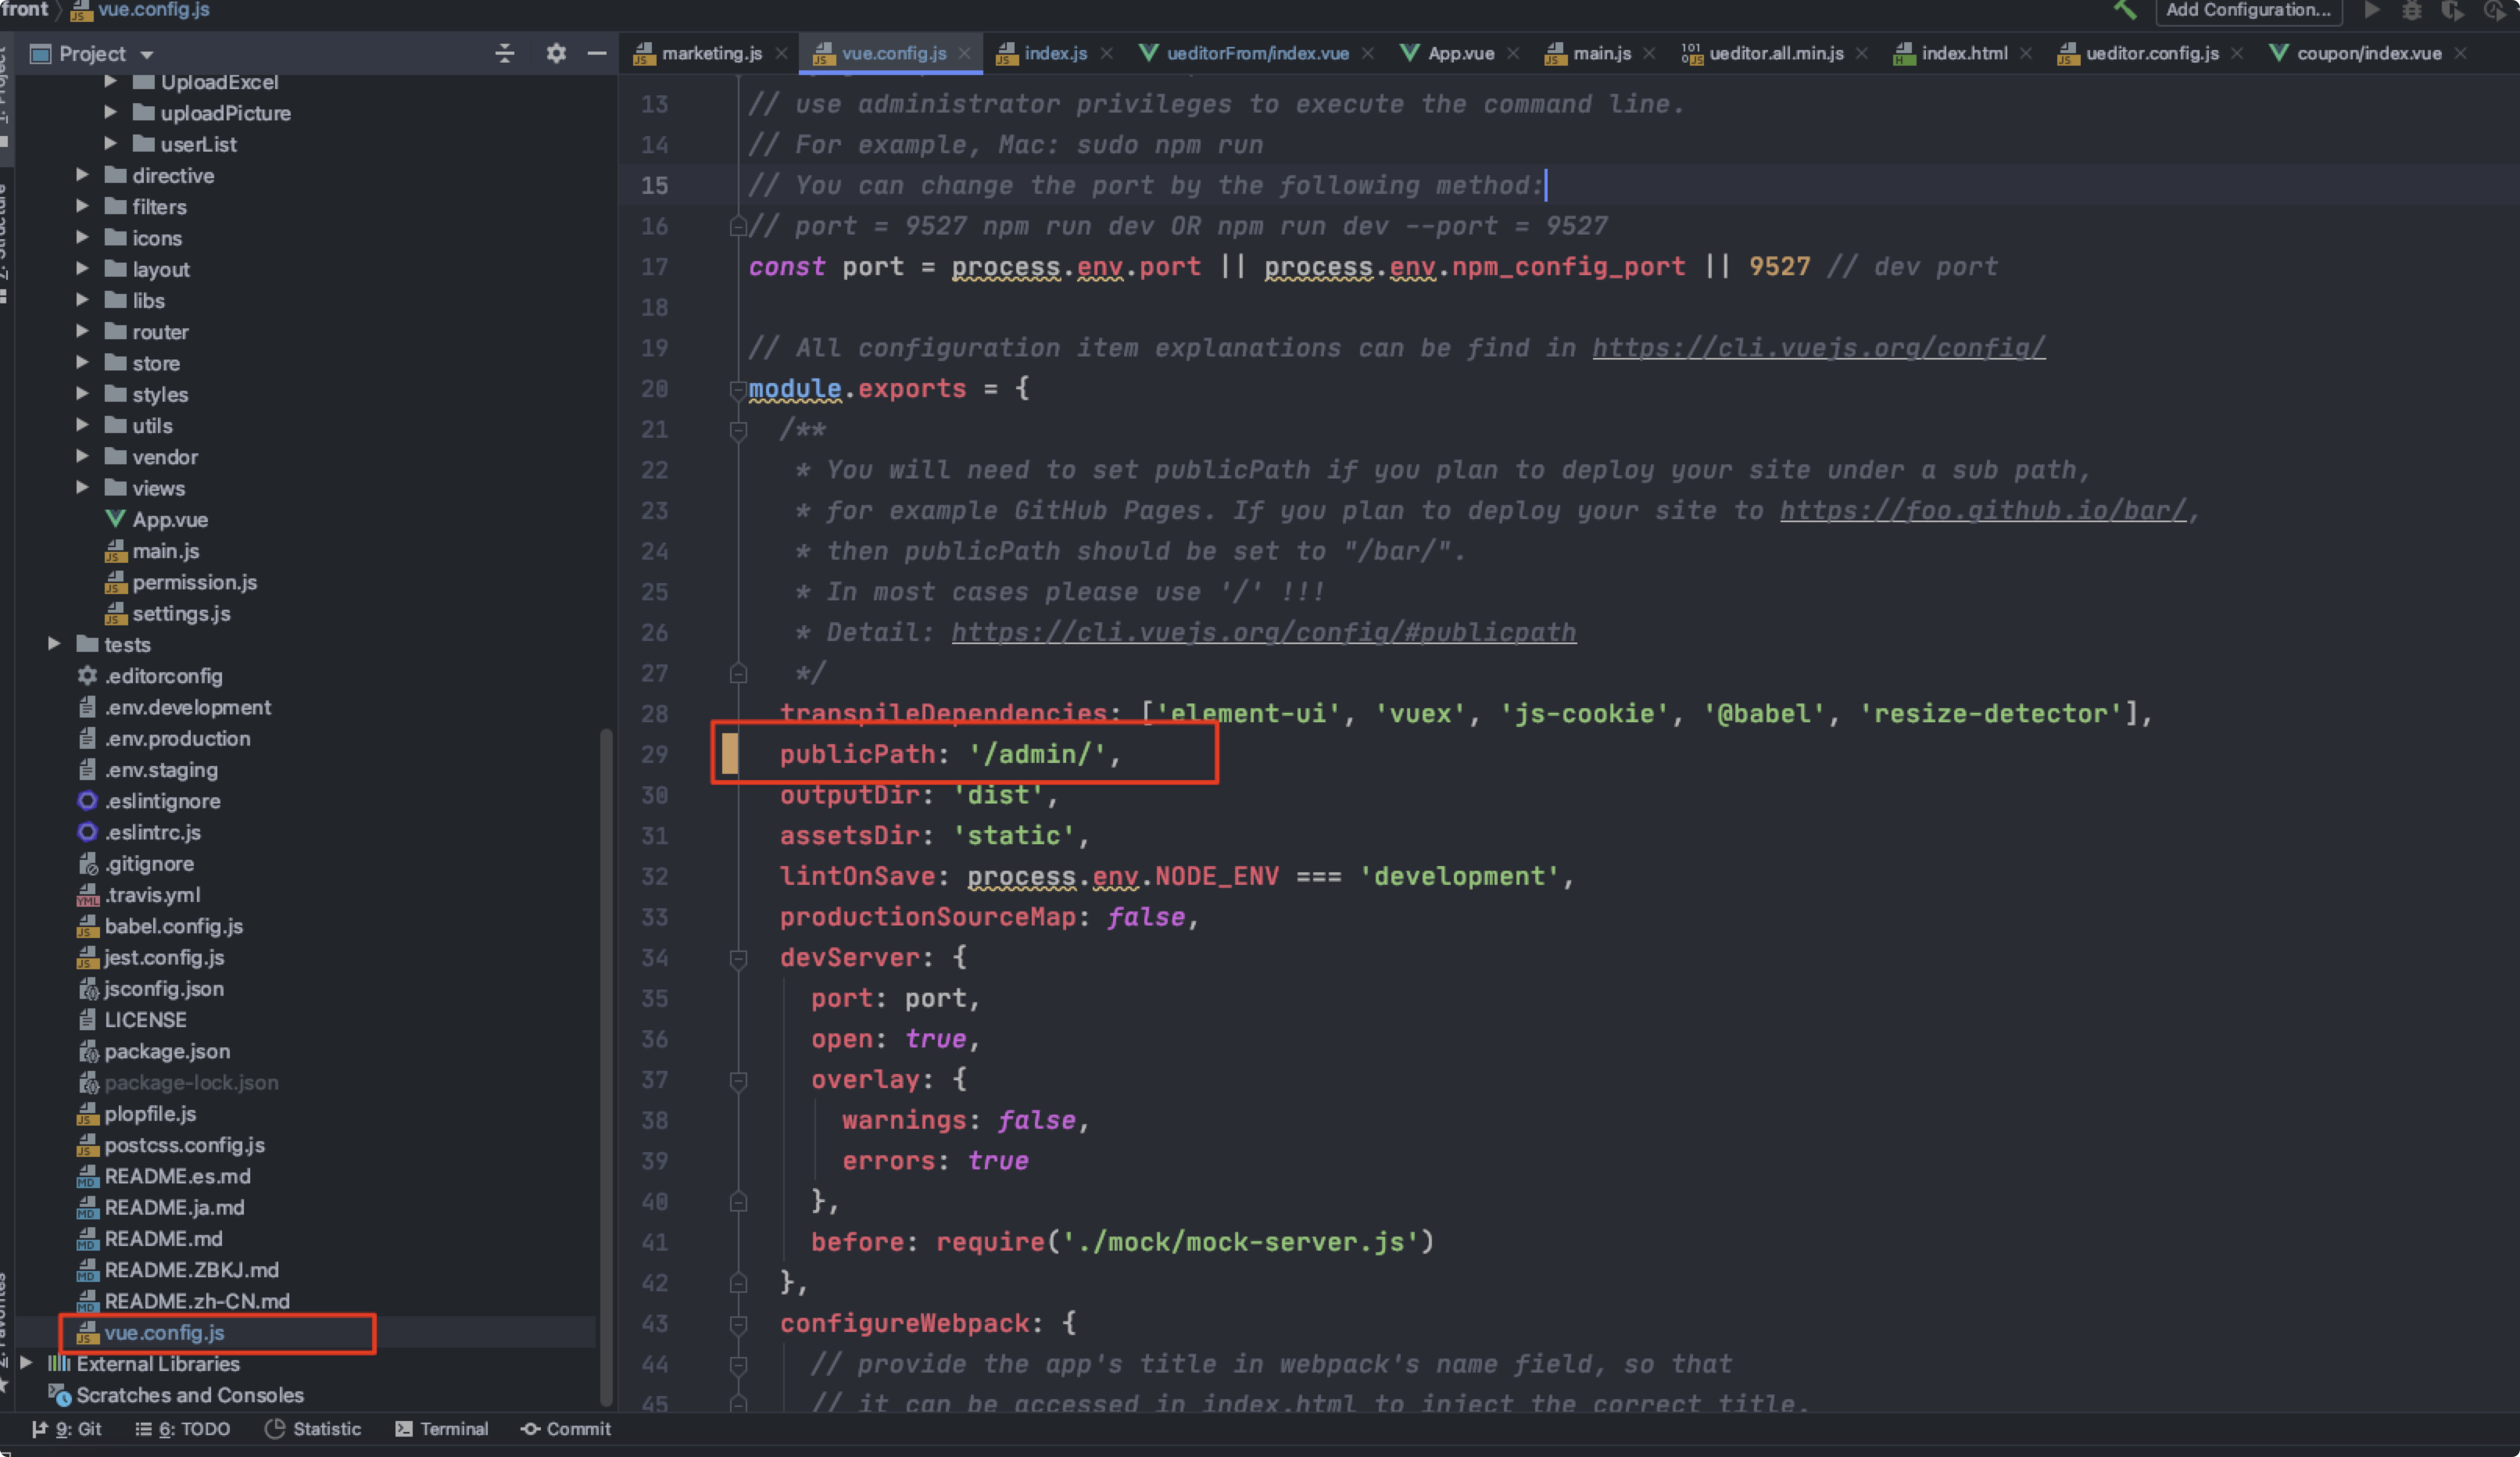 front
vue.config.js
Add Configuration...
Project
marketing.js
vue.config.js
index.js
ueditorFrom/index.vue
App.vue
main.js
ueditor.all.min.js
index.html
ueditor.config.js
coupon/index.vue
UploadExcel
uploadPicture
userList
directive
filters
icons
layout
libs
router
store
styles
utils
vendor
views
App.vue
main.js
permission.js
settings.js
tests
.editorconfig
.env.development
.env.production
.env.staging
.eslintignore
.eslintrc.js
.gitignore
.travis.yml
babel.config.js
jest.config.js
jsconfig.json
LICENSE
package.json
package-lock.json
plopfile.js
postcss.config.js
README.es.md
README.ja.md
README.md
README.ZBKJ.md
README.zh-CN.md
vue.config.js
External Libraries
Scratches and Consoles
13 // use administrator privileges to execute the command line.
14 // For example, Mac: sudo npm run
15 // You can change the port by the following method:
16 // port = 9527 npm run dev OR npm run dev --port = 9527
17 const port = process.env.port || process.env.npm_config_port || 9527 // dev port
18
19 // All configuration item explanations can be find in https://cli.vuejs.org/config/
20 module.exports = {
21 /**
22 * You will need to set publicPath if you plan to deploy your site under a sub path,
23 * for example GitHub Pages. If you plan to deploy your site to https://foo.github.io/bar/,
24 * then publicPath should be set to "/bar/".
25 * In most cases please use '/' !!!
26 * Detail: https://cli.vuejs.org/config/#publicpath
27 */
28 transpileDependencies: ['element-ui', 'vuex', 'js-cookie', '@babel', 'resize-detector'],
29 publicPath: '/admin/',
30 outputDir: 'dist',
31 assetsDir: 'static',
32 lintOnSave: process.env.NODE_ENV === 'development',
33 productionSourceMap: false,
34 devServer: {
35 port: port,
36 open: true,
37 overlay: {
38 warnings: false,
39 errors: true
40 },
41 before: require('./mock/mock-server.js')
42 },
43 configureWebpack: {
44 // provide the app's title in webpack's name field, so that
45 // it can be accessed in index.html to inject the correct title.
9: Git
6: TODO
Statistic
Terminal
Commit